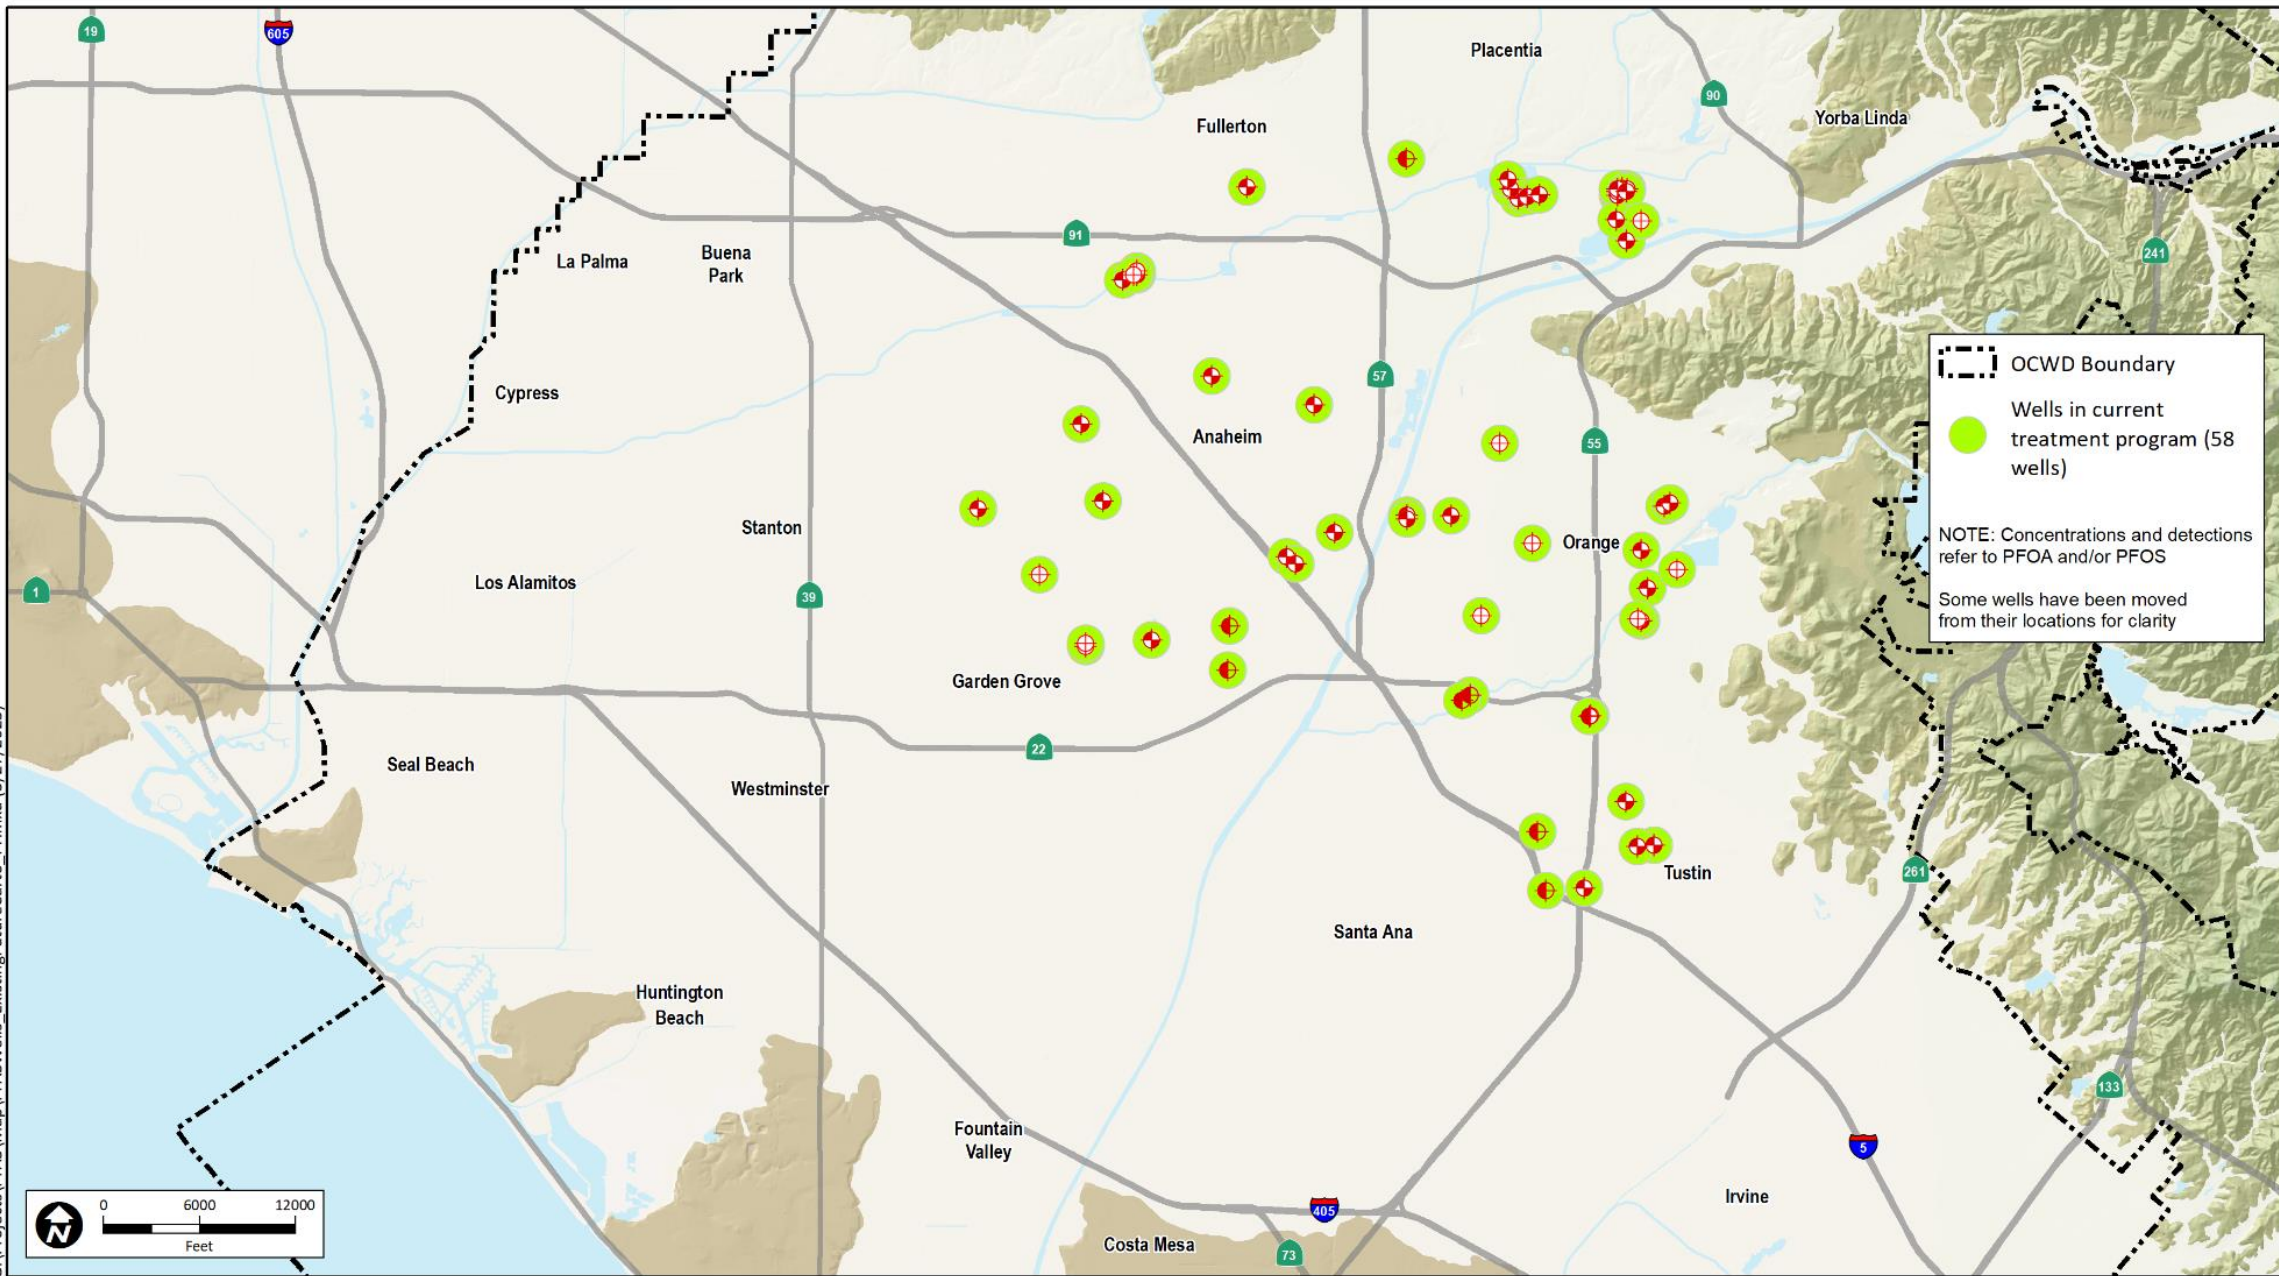 19
605
Placentia
90
Yorba Linda
Fullerton
91
241
La Palma
Buena
Park
Cypress
57
Anaheim
55
Stanton
Orange
Los Alamitos
1
39
Garden Grove
22
Seal Beach
Westminster
Tustin
261
Santa Ana
Huntington
Beach
133
Fountain
Valley
5
Irvine
405
Costa Mesa
73
OCWD Boundary
Wells in current
treatment program (58
wells)
NOTE: Concentrations and detections
refer to PFOA and/or PFOS
Some wells have been moved
from their locations for clarity
N
0 6000 12000
Feet